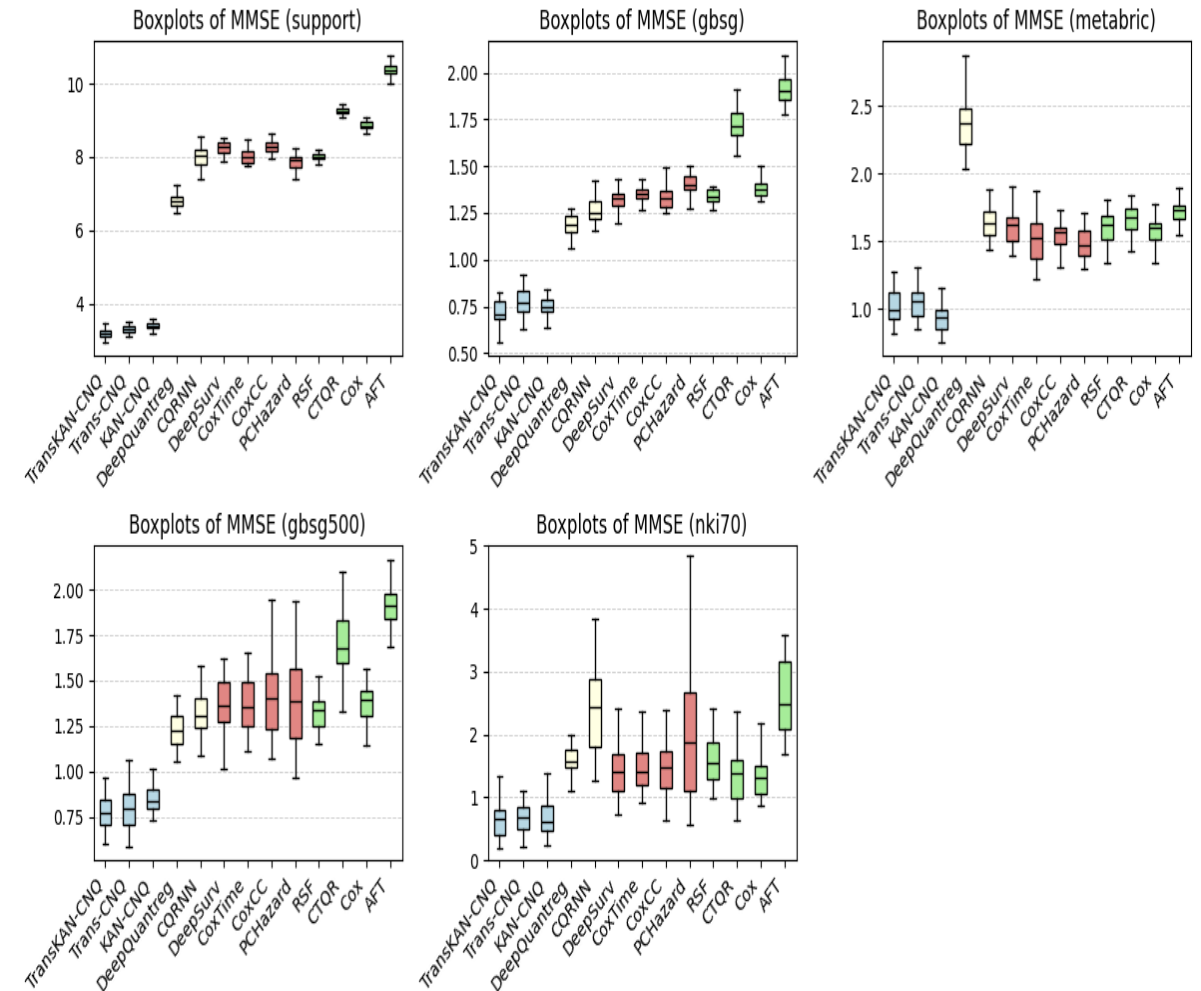 Boxplots of MMSE (support)
10
8
6
4
TransKAN-CNQ
Trans-CNQ
KAN-CNQ
DeepQuantreg
CQRNN
DeepSurv
CoxTime
CoxCC
PCHazard
RSF
CTQR
Cox
AFT
Boxplots of MMSE (gbsg)
2.00
1.75
1.50
1.25
1.00
0.75
0.50
TransKAN-CNQ
Trans-CNQ
KAN-CNQ
DeepQuantreg
CQRNN
DeepSurv
CoxTime
CoxCC
PCHazard
RSF
CTQR
Cox
AFT
Boxplots of MMSE (metabric)
2.5
2.0
1.5
1.0
TransKAN-CNQ
Trans-CNQ
KAN-CNQ
DeepQuantreg
CQRNN
DeepSurv
CoxTime
CoxCC
PCHazard
RSF
CTQR
Cox
AFT
Boxplots of MMSE (gbsg500)
2.00
1.75
1.50
1.25
1.00
0.75
TransKAN-CNQ
Trans-CNQ
KAN-CNQ
DeepQuantreg
CQRNN
DeepSurv
CoxTime
CoxCC
PCHazard
RSF
CTQR
Cox
AFT
Boxplots of MMSE (nki70)
5
4
3
2
1
0
TransKAN-CNQ
Trans-CNQ
KAN-CNQ
DeepQuantreg
CQRNN
DeepSurv
CoxTime
CoxCC
PCHazard
RSF
CTQR
Cox
AFT